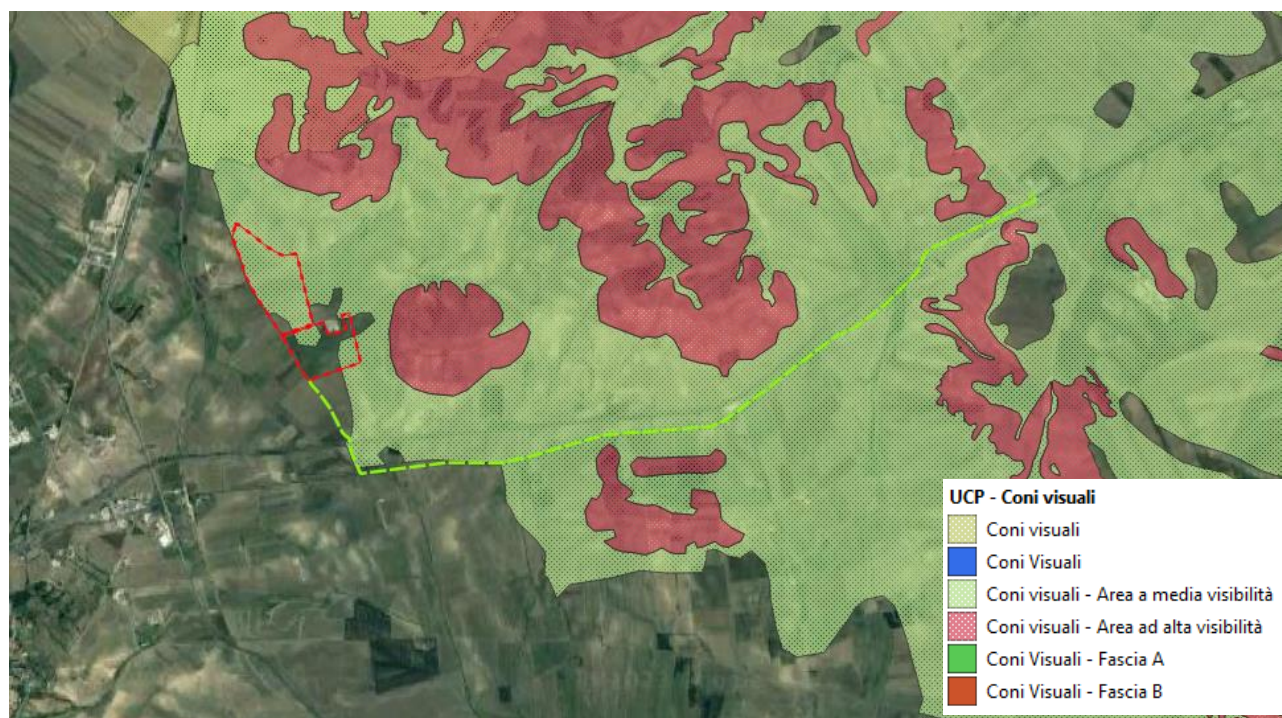 UCP - Coni visuali
Coni visuali
Coni Visuali
Coni visuali - Area a media visibilità
Coni visuali - Area ad alta visibilità
Coni Visuali - Fascia A
Coni Visuali - Fascia B